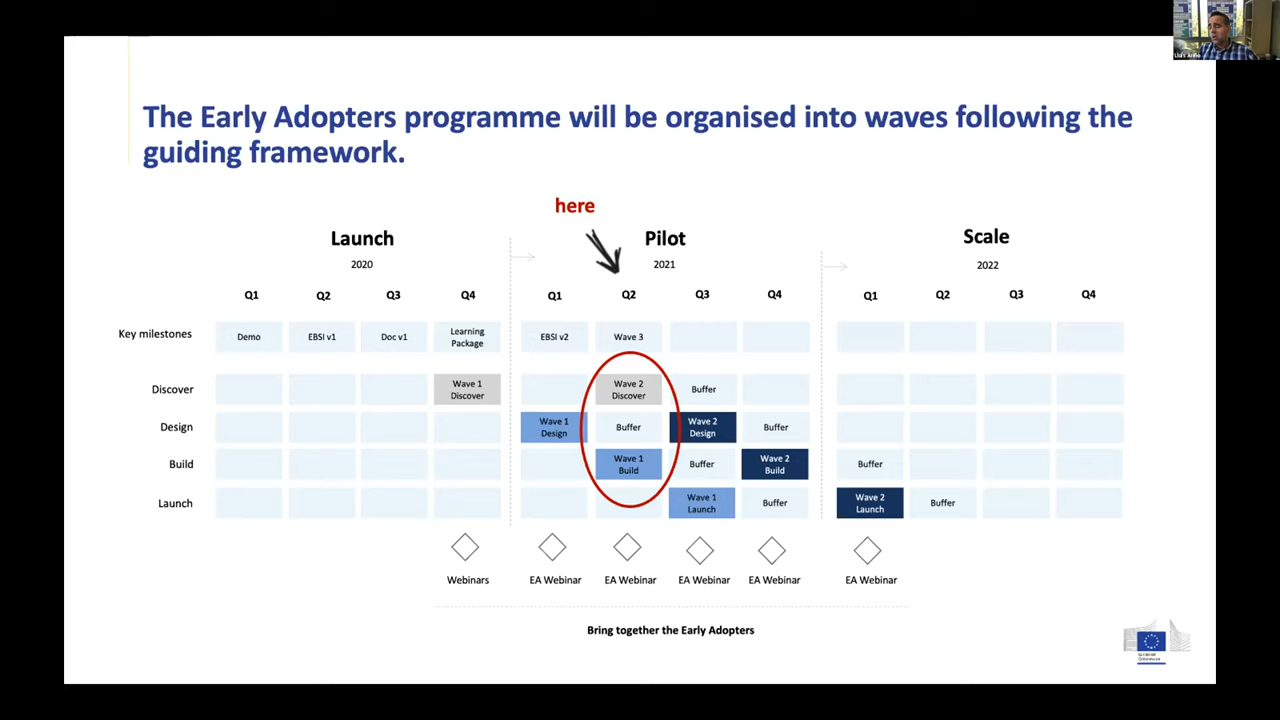 Lluís Ariño
The Early Adopters programme will be organised into waves following the
guiding framework.
here
Launch Pilot Scale
2020 2021 2022
Q1 Q2 Q3 Q4 Q1 Q2 Q3 Q4 Q1 Q2 Q3 Q4
Key milestones Demo EBSI v1 Doc v1 Learning Package EBSI v2 Wave 3
Discover Wave 1 Discover Wave 2 Discover Buffer
Design Wave 1 Design Buffer Wave 2 Design Buffer
Build Wave 1 Build Buffer Wave 2 Build Buffer
Launch Wave 1 Launch Buffer Wave 2 Launch Buffer
Webinars EA Webinar EA Webinar EA Webinar EA Webinar EA Webinar
Bring together the Early Adopters